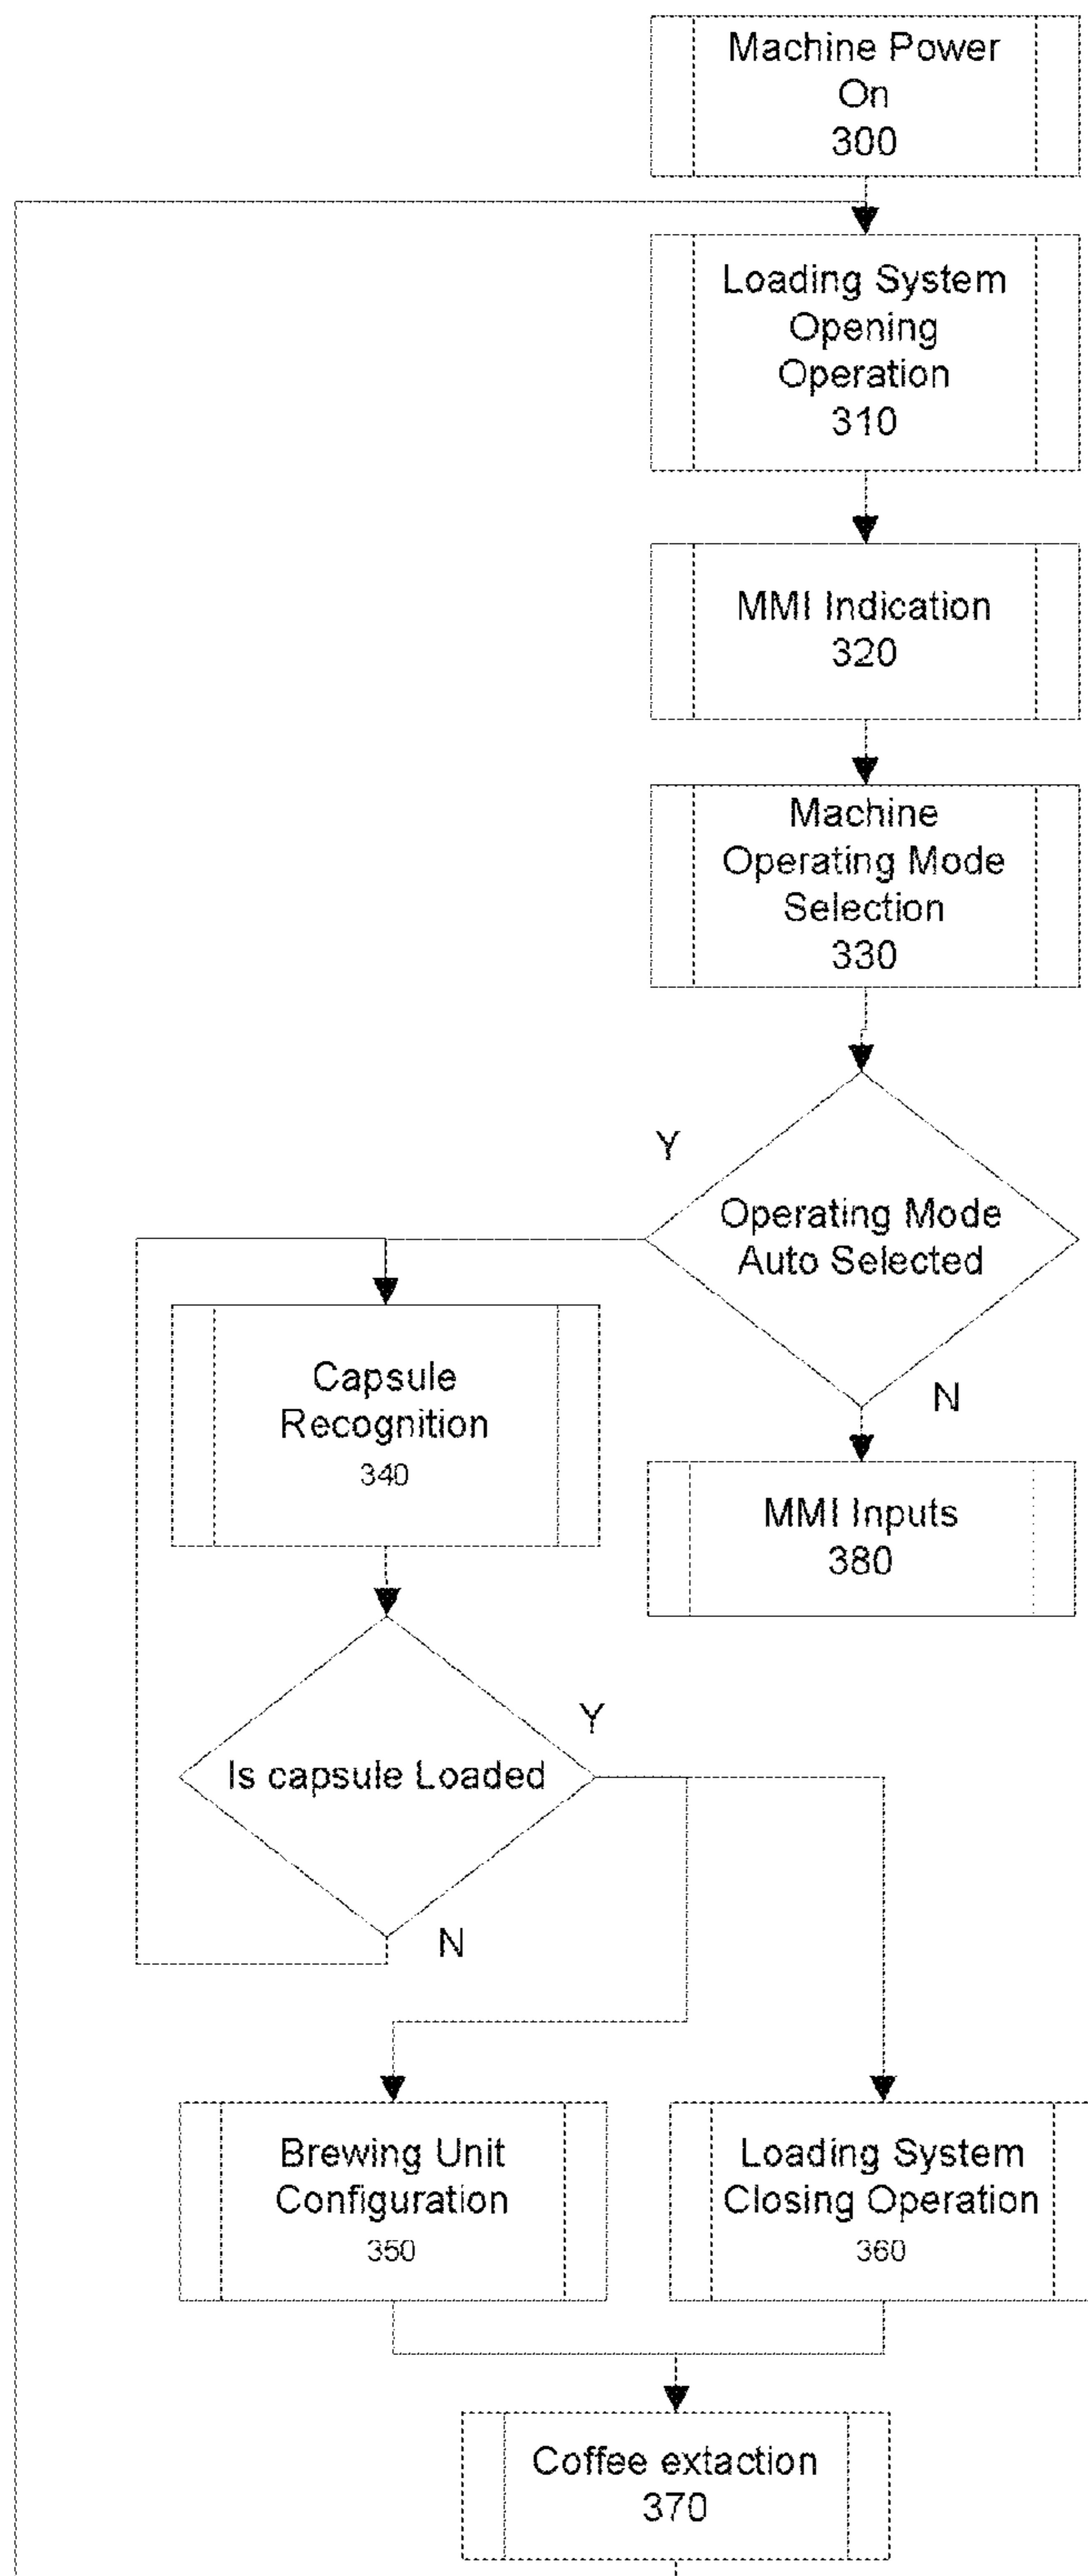 Machine Power
On
300
Loading System
Opening
Operation
310
MMI Indication
320
Machine
Operating Mode
Selection
330
Y
Operating Mode
Auto Selected
N
Capsule
Recognition
340
MMI Inputs
380
Y
Is capsule Loaded
N
Brewing Unit
Configuration
350
Loading System
Closing Operation
360
Coffee extaction
370